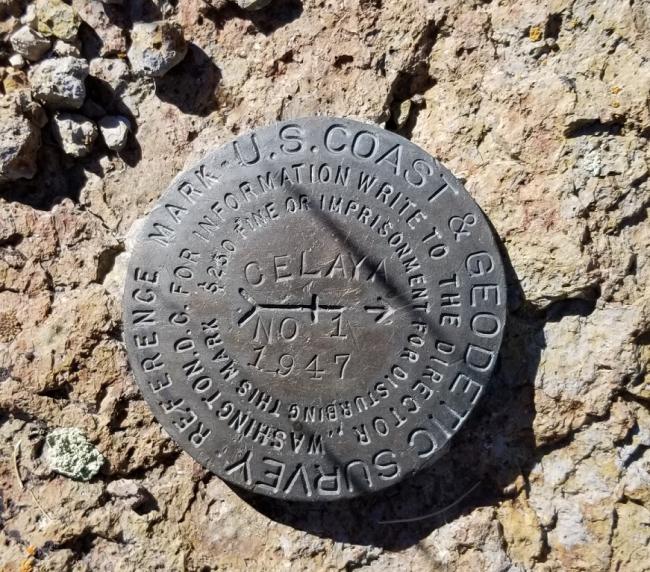 U.S. COAST & GEODETIC SURVEY
REFERENCE MARK
FOR INFORMATION WRITE TO THE DIRECTOR, WASHINGTON, D.C.
$250 FINE OR IMPRISONMENT FOR DISTURBING THIS MARK
CELAYA
NO 1
1947